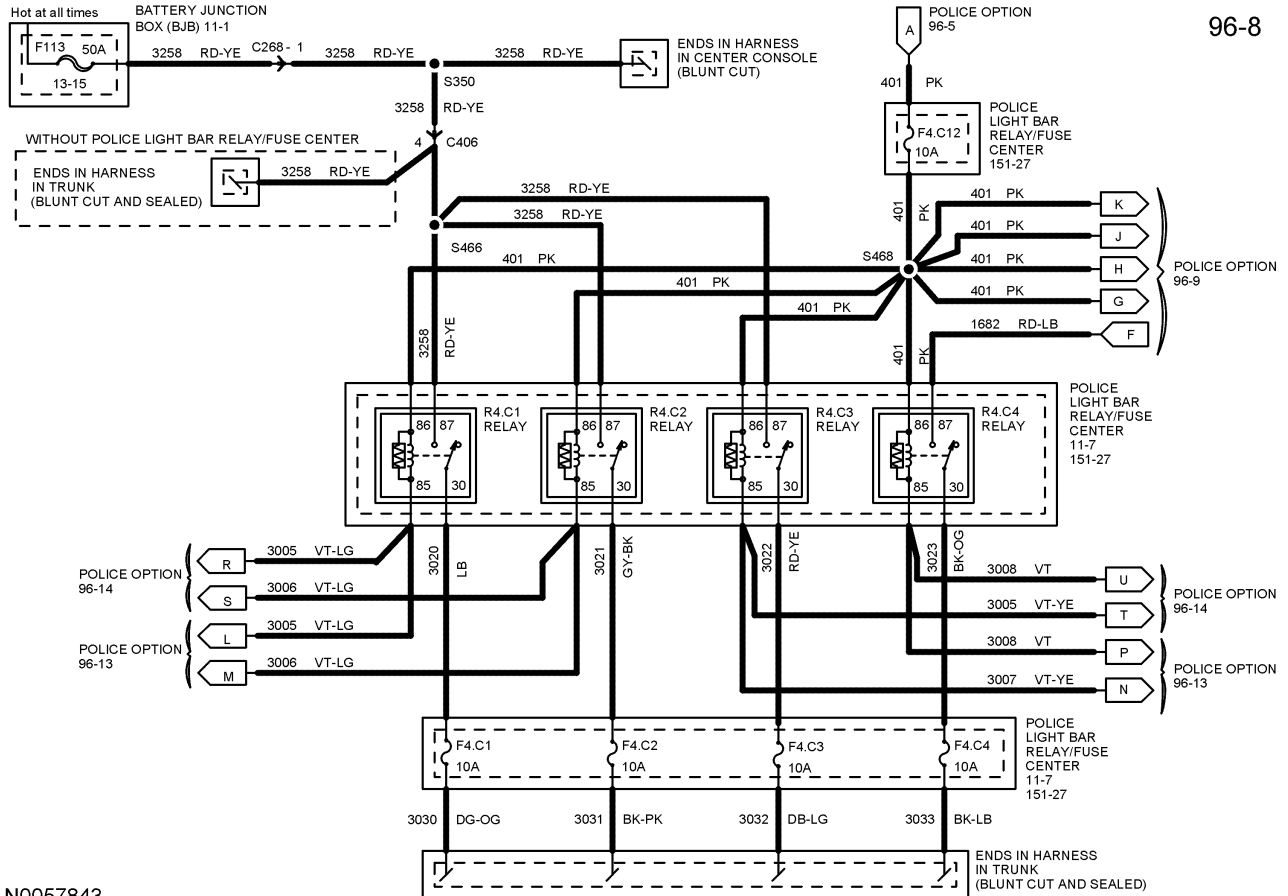 Hot at all times
BATTERY JUNCTION
BOX (BJB) 11-1
F113 50A
13-15
3258 RD-YE
C268 - 1
3258 RD-YE
3258 RD-YE
S350
ENDS IN HARNESS
IN CENTER CONSOLE
(BLUNT CUT)
A
POLICE OPTION
96-5
96-8
401 PK
3258 RD-YE
4 C406
F4.C12
10A
POLICE
LIGHT BAR
RELAY/FUSE
CENTER
151-27
WITHOUT POLICE LIGHT BAR RELAY/FUSE CENTER
ENDS IN HARNESS
IN TRUNK
(BLUNT CUT AND SEALED)
3258 RD-YE
3258 RD-YE
3258 RD-YE
S466
401 PK
401 PK
401 PK
401 PK
S468
401 PK
K
401 PK
J
401 PK
H
401 PK
G
1682 RD-LB
F
POLICE OPTION
96-9
3258 RD-YE
401 PK
POLICE
LIGHT BAR
RELAY/FUSE
CENTER
11-7
151-27
86 87
85 30
R4.C1
RELAY
86 87
85 30
R4.C2
RELAY
86 87
85 30
R4.C3
RELAY
86 87
85 30
R4.C4
RELAY
POLICE OPTION
96-14
R
3005 VT-LG
S
3006 VT-LG
POLICE OPTION
96-13
L
3005 VT-LG
M
3006 VT-LG
3020 LB
3021 GY-BK
3022 RD-YE
3023 BK-OG
3008 VT
U
3005 VT-YE
T
POLICE OPTION
96-14
3008 VT
P
3007 VT-YE
N
POLICE OPTION
96-13
F4.C1
10A
F4.C2
10A
F4.C3
10A
F4.C4
10A
POLICE
LIGHT BAR
RELAY/FUSE
CENTER
11-7
151-27
3030 DG-OG
3031 BK-PK
3032 DB-LG
3033 BK-LB
ENDS IN HARNESS
IN TRUNK
(BLUNT CUT AND SEALED)
N0057843